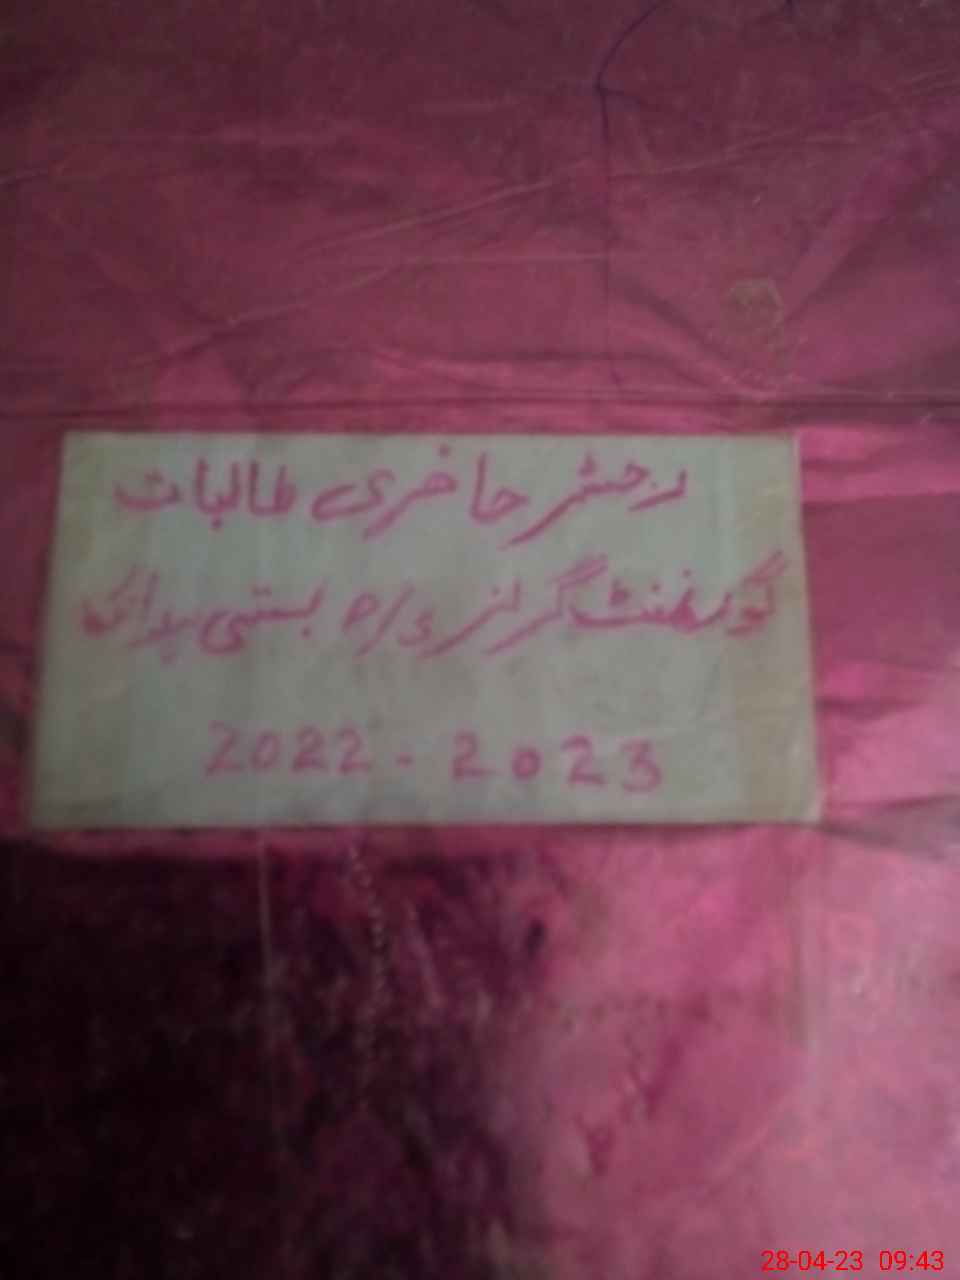 رجسٹر حاضری طالبات
گورنمنٹ گرلز ء/م بستی
2022 - 2023
28-04-23 09:43